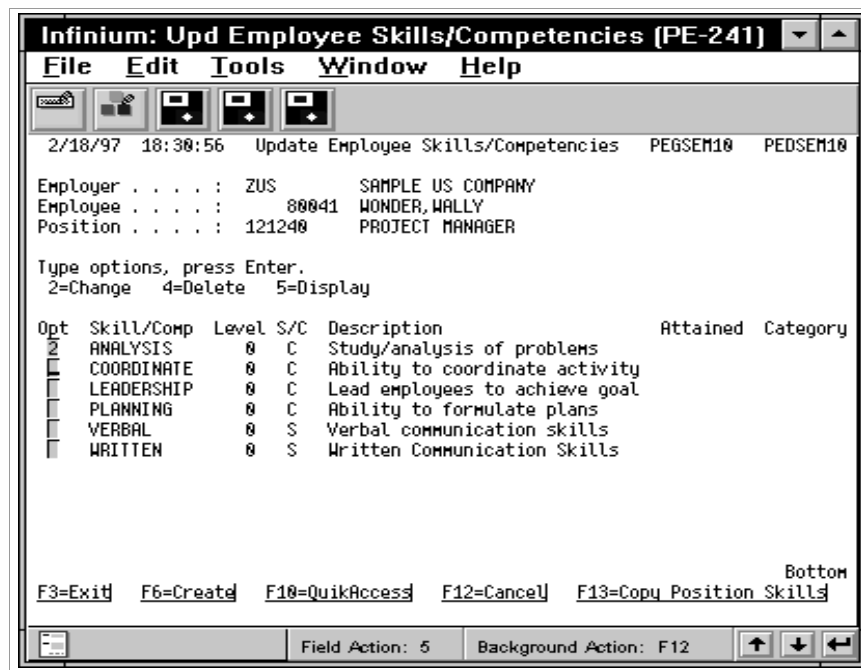 Infinium: Upd Employee Skills/Competencies (PE-241)
File Edit Tools Window Help
2/18/97 18:30:56 Update Employee Skills/Competencies PEGSEM10 PEDSEM10
Employer . . . . : ZUS SAMPLE US COMPANY
Employee . . . . : 80041 WONDER,WALLY
Position . . . . : 121240 PROJECT MANAGER
Type options, press Enter.
2=Change 4=Delete 5=Display
Opt Skill/Comp Level S/C Description Attained Category
2 ANALYSIS 0 C Study/analysis of problems
COORDINATE 0 C Ability to coordinate activity
LEADERSHIP 0 C Lead employees to achieve goal
PLANNING 0 C Ability to formulate plans
VERBAL 0 S Verbal communication skills
WRITTEN 0 S Written Communication Skills
Bottom
F3=Exit F6=Create F10=QuikAccess F12=Cancel F13=Copy Position Skills
Field Action: 5 Background Action: F12